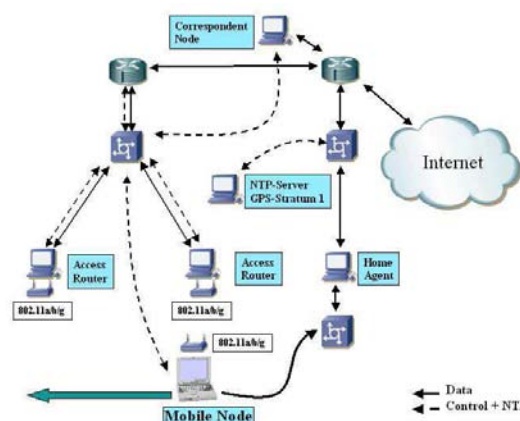 Correspondent
Node
Internet
NTP-Server
GPS-Stratum 1
Access
Router
Access
Router
Home
Agent
802.11a/b/g
802.11a/b/g
802.11a/b/g
Mobile Node
Data
Control + NT